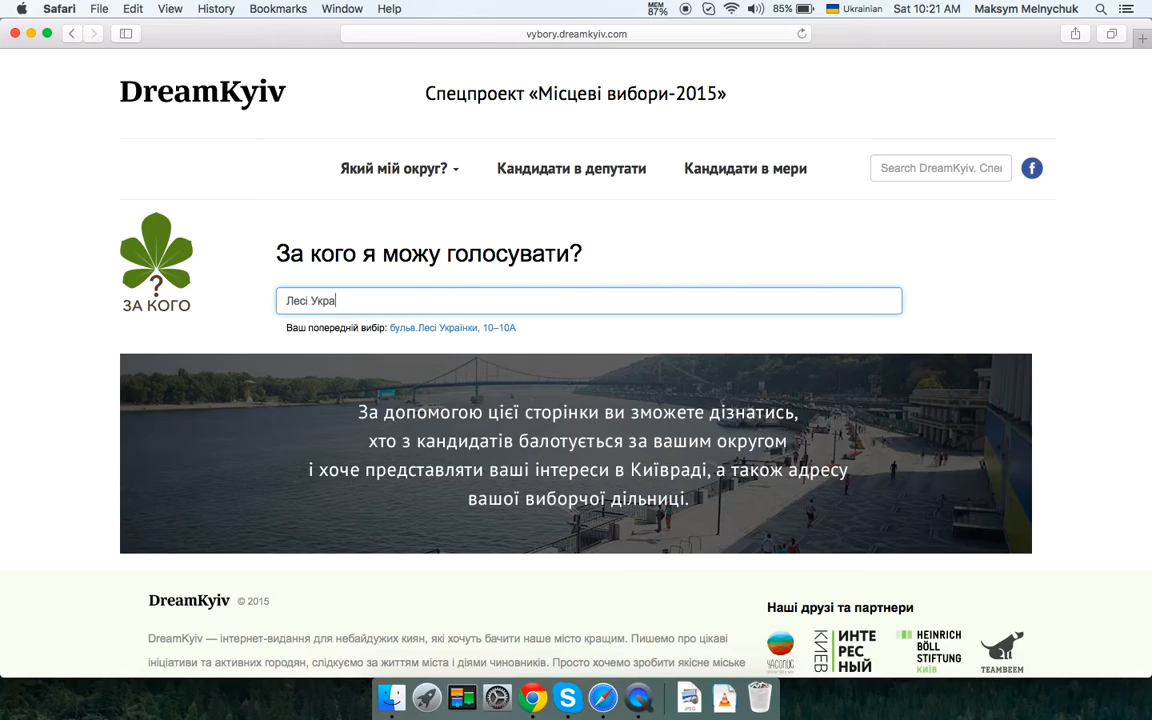 Safari File Edit View History Bookmarks Window Help MEM 87% 85% Ukrainian Sat 10:21 AM Maksym Melnychuk
vybory.dreamkyiv.com
DreamKyiv Спецпроект «Місцеві вибори-2015»
Який мій округ? Кандидати в депутати Кандидати в мери Search DreamKyiv. Спец f
За кого я можу голосувати?
?
ЗА КОГО
Лесі Укра
Ваш попередній вибір: бульв.Лесі Українки, 10–10А
За допомогою цієї сторінки ви зможете дізнатись,
хто з кандидатів балотується за вашим округом
і хоче представляти ваші інтереси в Київраді, а також адресу
вашої виборчої дільниці.
DreamKyiv © 2015
Наші друзі та партнери
DreamKyiv — інтернет-видання для небайдужих киян, які хочуть бачити наше місто кращим. Пишемо про цікаві
ініціативи та активних городян, слідкуємо за життям міста і діями чиновників. Просто хочемо зробити якісне міське
ЧАСОПИС
КИЕВ ИНТЕ РЕС НЫЙ
HEINRICH BÖLL STIFTUNG КИЇВ
TEAMBEEM
JPEG